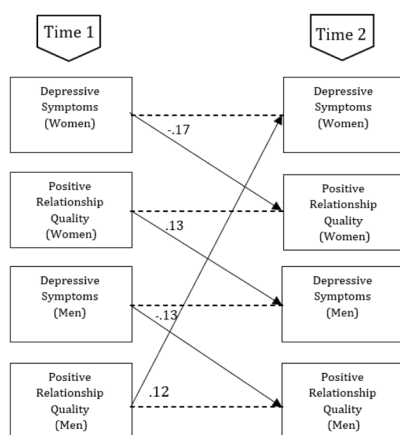 Time 1
Time 2
Depressive
Symptoms
(Women)
Depressive
Symptoms
(Women)
-.17
Positive
Relationship
Quality
(Women)
Positive
Relationship
Quality
(Women)
.13
Depressive
Symptoms
(Men)
Depressive
Symptoms
(Men)
-.13
Positive
Relationship
Quality
(Men)
Positive
Relationship
Quality
(Men)
.12